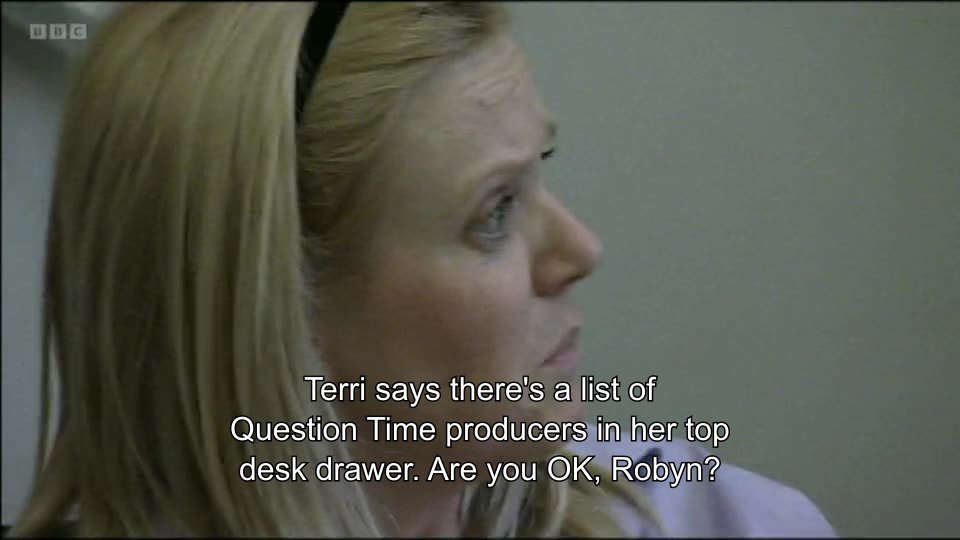 BBC
Terri says there's a list of
Question Time producers in her top
desk drawer. Are you OK, Robyn?